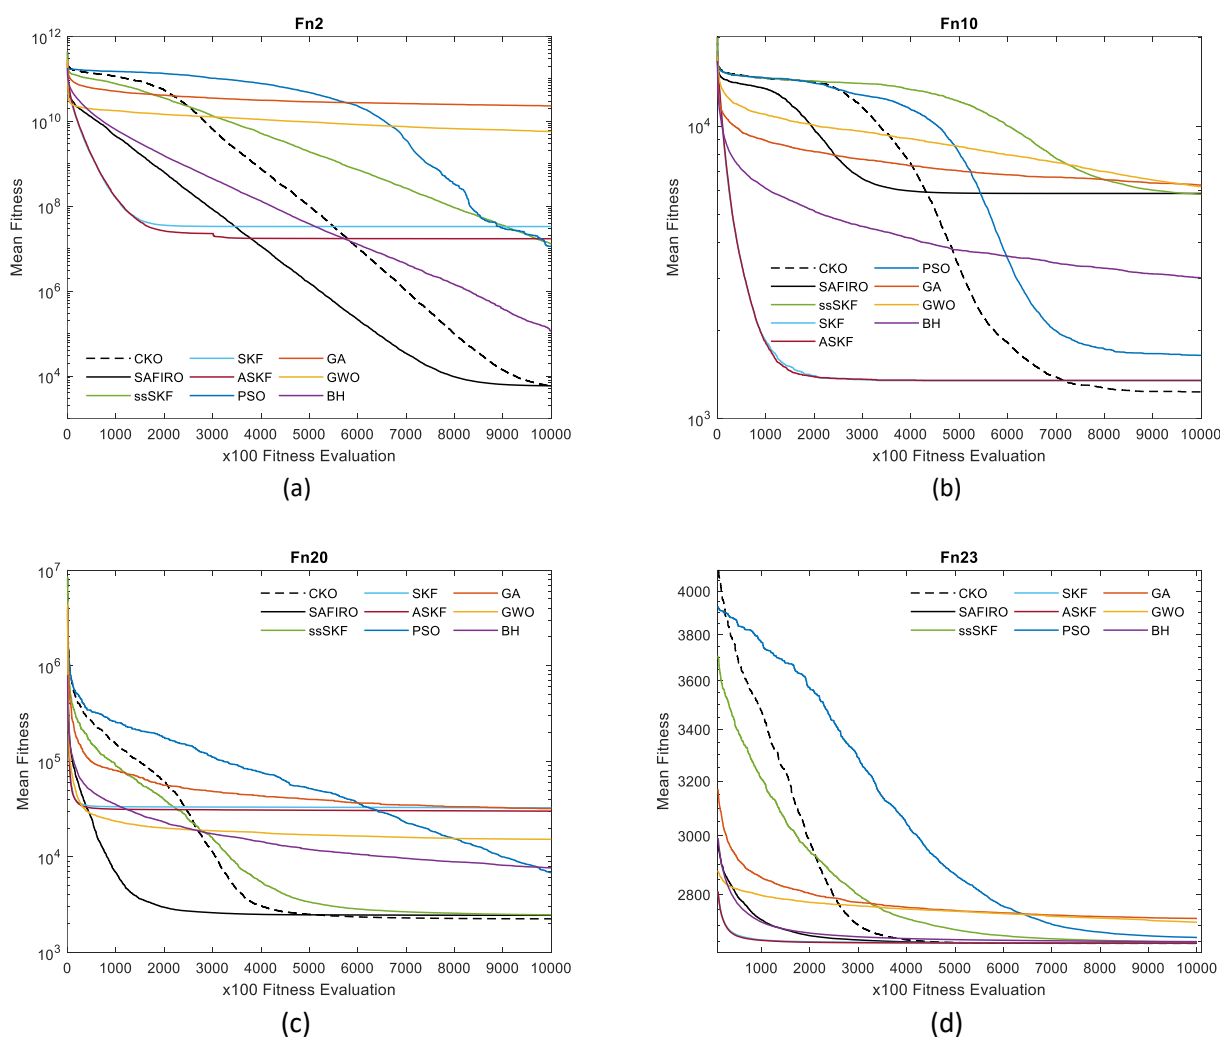 Fn2
10^12
10^10
10^8
10^6
10^4
Mean Fitness
CKO SKF GA
SAFIRO ASKF GWO
ssSKF PSO BH
0 1000 2000 3000 4000 5000 6000 7000 8000 9000 10000
x100 Fitness Evaluation
(a)
Fn10
10^4
10^3
Mean Fitness
CKO PSO
SAFIRO GA
ssSKF GWO
SKF BH
ASKF
0 1000 2000 3000 4000 5000 6000 7000 8000 9000 10000
x100 Fitness Evaluation
(b)
Fn20
10^7
10^6
10^5
10^4
10^3
Mean Fitness
CKO SKF GA
SAFIRO ASKF GWO
ssSKF PSO BH
0 1000 2000 3000 4000 5000 6000 7000 8000 9000 10000
x100 Fitness Evaluation
(c)
Fn23
4000
3800
3600
3400
3200
3000
2800
Mean Fitness
CKO SKF GA
SAFIRO ASKF GWO
ssSKF PSO BH
1000 2000 3000 4000 5000 6000 7000 8000 9000 10000
x100 Fitness Evaluation
(d)